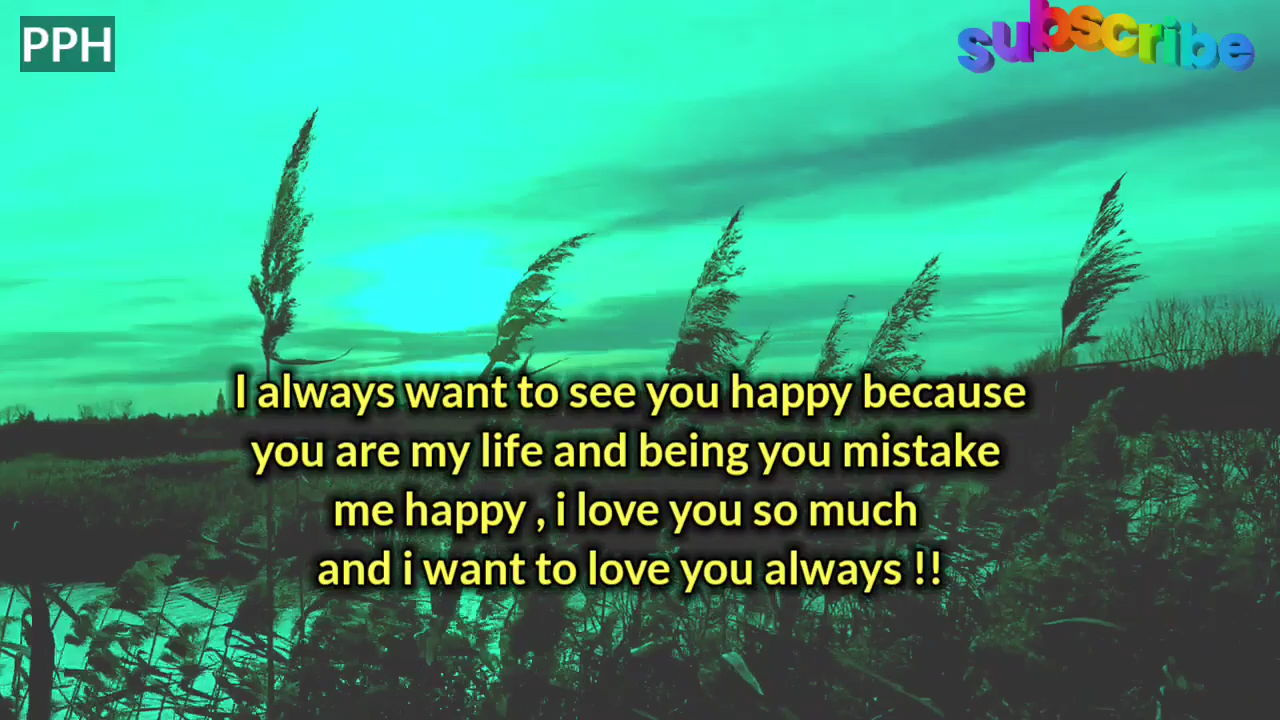 PPH
subscribe
I always want to see you happy because
you are my life and being you mistake
me happy , i love you so much
and i want to love you always !!